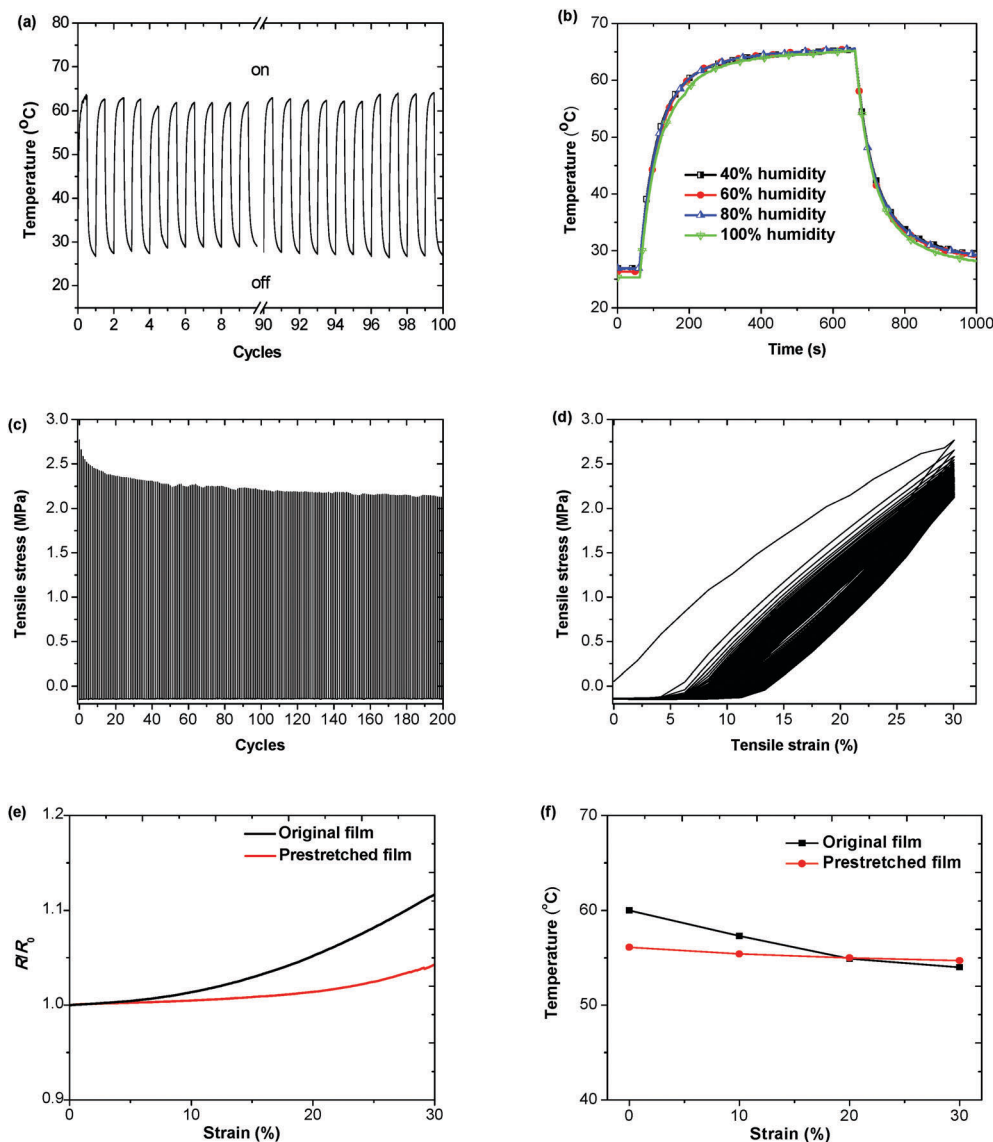 (a)
80
70
60
50
40
30
20
Temperature (°C)
on
off
0 2 4 6 8 90 92 94 96 98 100
Cycles
(b)
70
60
50
40
30
20
Temperature (°C)
40% humidity
60% humidity
80% humidity
100% humidity
0 200 400 600 800 1000
Time (s)
(c)
3.0
2.5
2.0
1.5
1.0
0.5
0.0
Tensile stress (MPa)
0 20 40 60 80 100 120 140 160 180 200
Cycles
(d)
3.0
2.5
2.0
1.5
1.0
0.5
0.0
Tensile stress (MPa)
0 5 10 15 20 25 30
Tensile strain (%)
(e)
1.2
1.1
1.0
0.9
R/R₀
Original film
Prestretched film
0 10 20 30
Strain (%)
(f)
70
60
50
40
Temperature (°C)
Original film
Prestretched film
0 10 20 30
Strain (%)